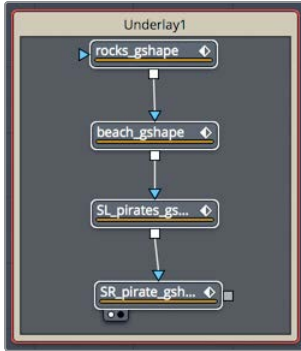 Underlay1
rocks_gshape
beach_gshape
SL_pirates_gs...
SR_pirate_gsh...